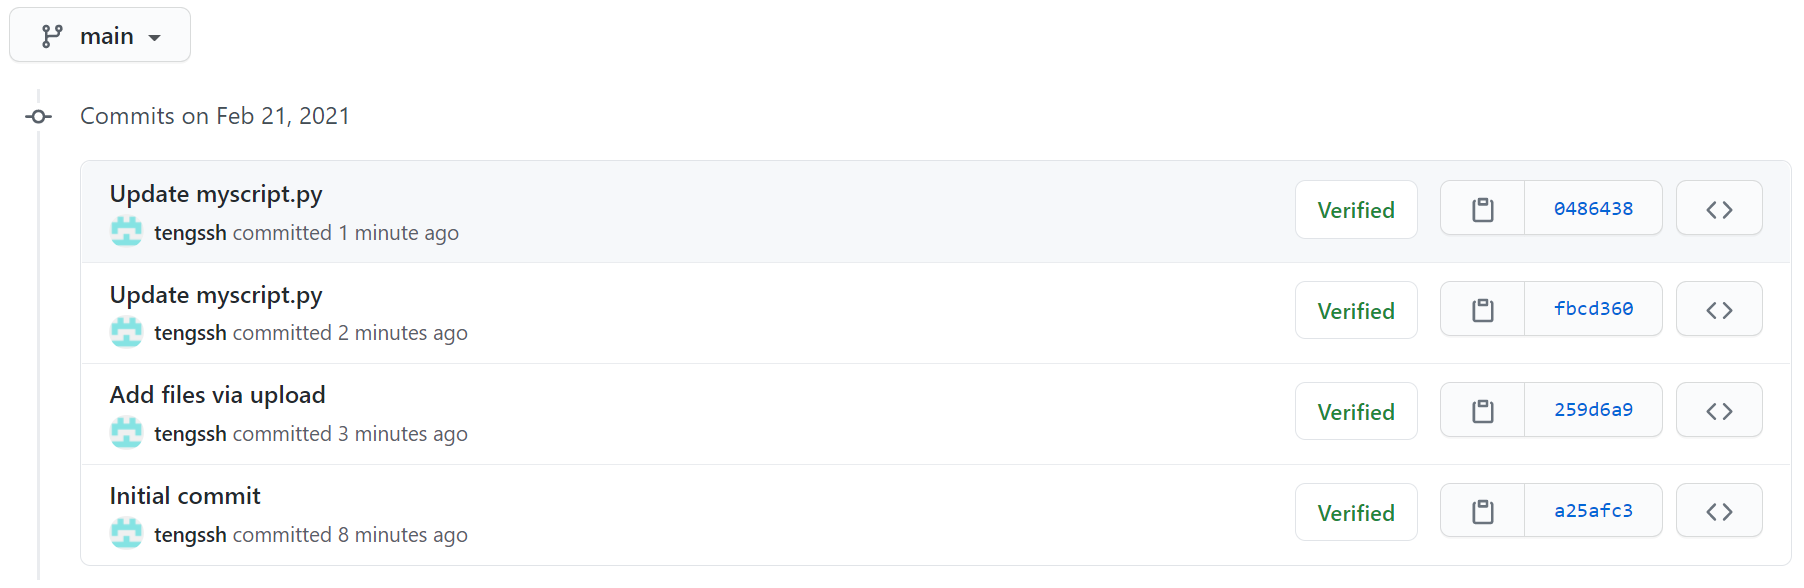 main
Commits on Feb 21, 2021
Update myscript.py
tengssh committed 1 minute ago
Verified
0486438
Update myscript.py
tengssh committed 2 minutes ago
Verified
fbcd360
Add files via upload
tengssh committed 3 minutes ago
Verified
259d6a9
Initial commit
tengssh committed 8 minutes ago
Verified
a25afc3